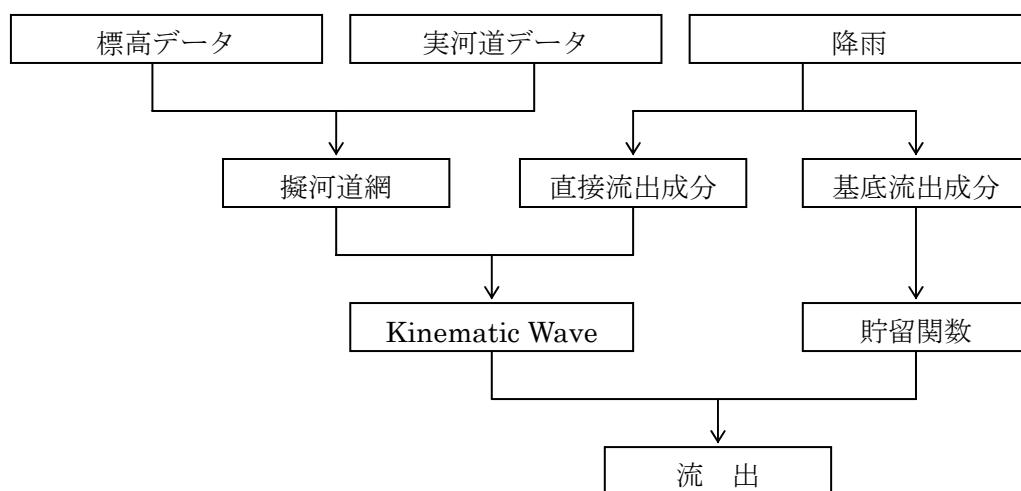 標高データ
実河道データ
降雨
擬河道網
直接流出成分
基底流出成分
Kinematic Wave
貯留関数
流　出